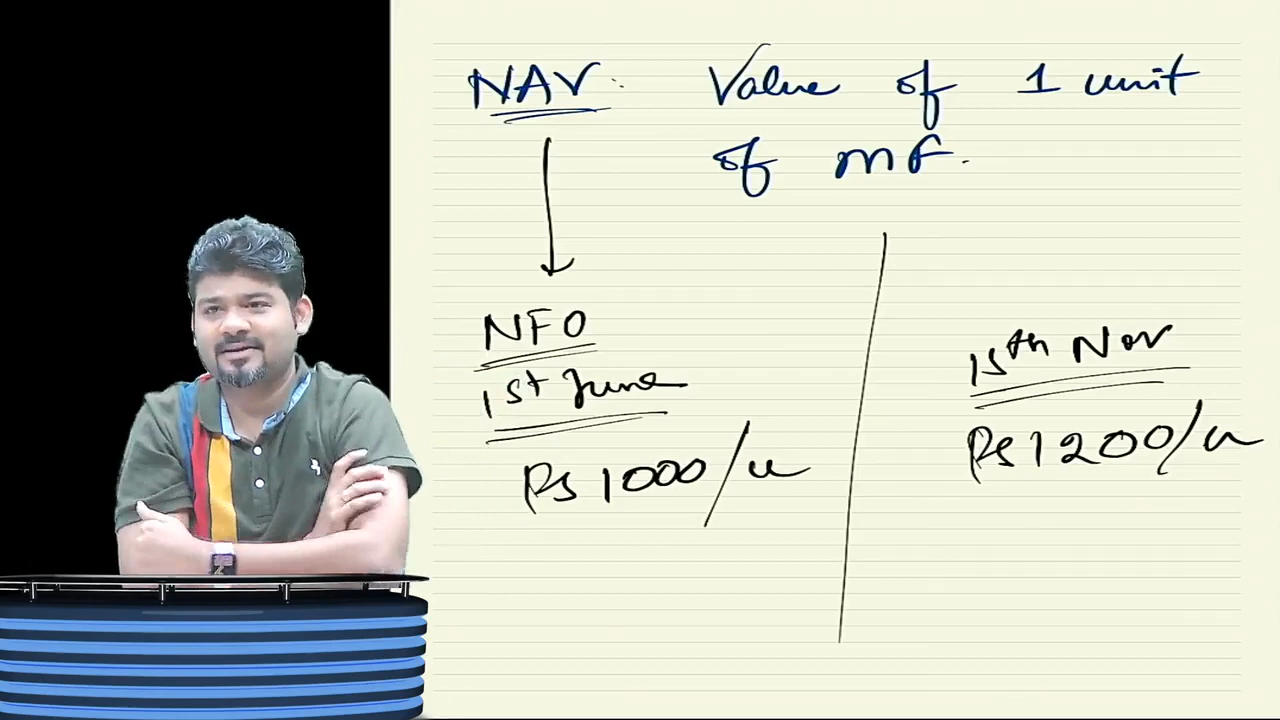 NAV: Value of 1 unit
of MF.
NFO
1st June
Rs 1000/u
15th Nov
Rs 1200/u